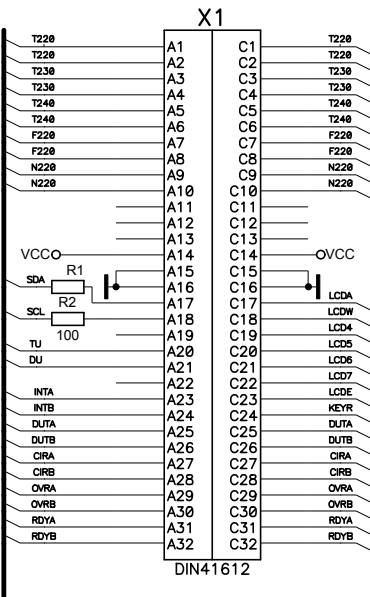 X1
T220 A1 C1 T220
T220 A2 C2 T220
T230 A3 C3 T230
T230 A4 C4 T230
T240 A5 C5 T240
T240 A6 C6 T240
F220 A7 C7 F220
F220 A8 C8 F220
N220 A9 C9 N220
N220 A10 C10 N220
A11 C11
A12 C12
A13 C13
VCC A14 C14 VCC
R1 A15 C15
SDA A16 C16
A17 C17 LCDA
R2
SCL A18 C18 LCDW
100 A19 C19 LCD4
TU A20 C20 LCD5
DU A21 C21 LCD6
A22 C22 LCD7
INTA A23 C23 LCDE
INTB A24 C24 KEYR
DUTA A25 C25 DUTA
DUTB A26 C26 DUTB
CIRA A27 C27 CIRA
CIRB A28 C28 CIRB
OVRA A29 C29 OVRA
OVRB A30 C30 OVRB
RDYA A31 C31 RDYA
RDYB A32 C32 RDYB
DIN41612